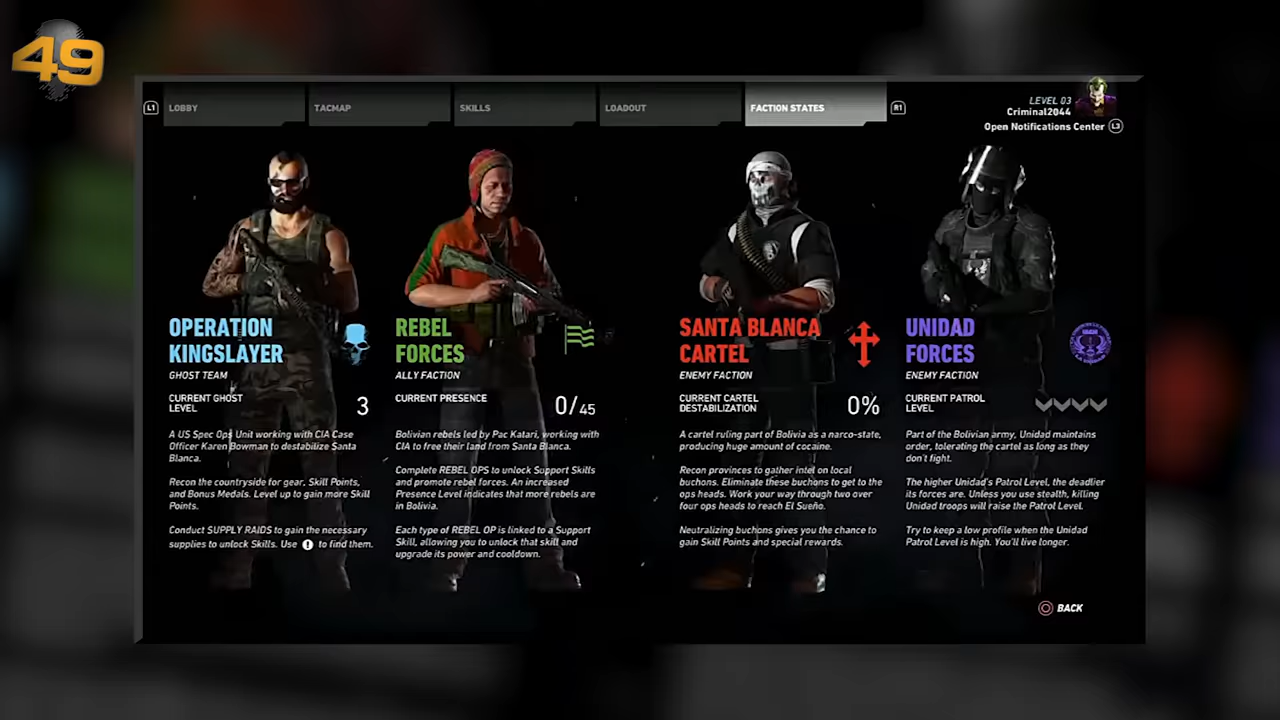 49
L1
LOBBY
TACMAP
SKILLS
LOADOUT
FACTION STATES
R1
LEVEL 03
Criminal2044
Open Notifications Center L3
OPERATION
KINGSLAYER
GHOST TEAM
CURRENT GHOST
LEVEL
3
A US Spec Ops Unit working with CIA Case
Officer Karen Bowman to destabilize Santa
Blanca.
Recon the countryside for gear, Skill Points,
and Bonus Medals. Level up to gain more Skill
Points.
Conduct SUPPLY RAIDS to gain the necessary
supplies to unlock Skills. Use ! to find them.
REBEL
FORCES
ALLY FACTION
CURRENT PRESENCE
0/45
Bolivian rebels led by Pac Katari, working with
CIA to free their land from Santa Blanca.
Complete REBEL OPS to unlock Support Skills
and promote rebel forces. An increased
Presence Level indicates that more rebels are
in Bolivia.
Each type of REBEL OP is linked to a Support
Skill, allowing you to unlock that skill and
upgrade its power and cooldown.
SANTA BLANCA
CARTEL
ENEMY FACTION
CURRENT CARTEL
DESTABILIZATION
0%
A cartel ruling part of Bolivia as a narco-state,
producing huge amount of cocaine.
Recon provinces to gather intel on local
buchons. Eliminate these buchons to get to the
ops heads. Work your way through two over
four ops heads to reach El Sueño.
Neutralizing buchons gives you the chance to
gain Skill Points and special rewards.
UNIDAD
FORCES
ENEMY FACTION
CURRENT PATROL
LEVEL
Part of the Bolivian army, Unidad maintains
order, tolerating the cartel as long as they
don't fight.
The higher Unidad's Patrol Level, the deadlier
its forces are. Unless you use stealth, killing
Unidad troops will raise the Patrol Level.
Try to keep a low profile when the Unidad
Patrol Level is high. You'll live longer.
BACK